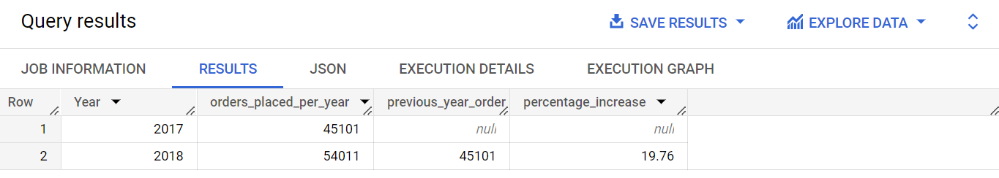 Query results SAVE RESULTS EXPLORE DATA
JOB INFORMATION RESULTS JSON EXECUTION DETAILS EXECUTION GRAPH
Row Year orders_placed_per_year previous_year_order percentage_increase
1 2017 45101 null null
2 2018 54011 45101 19.76